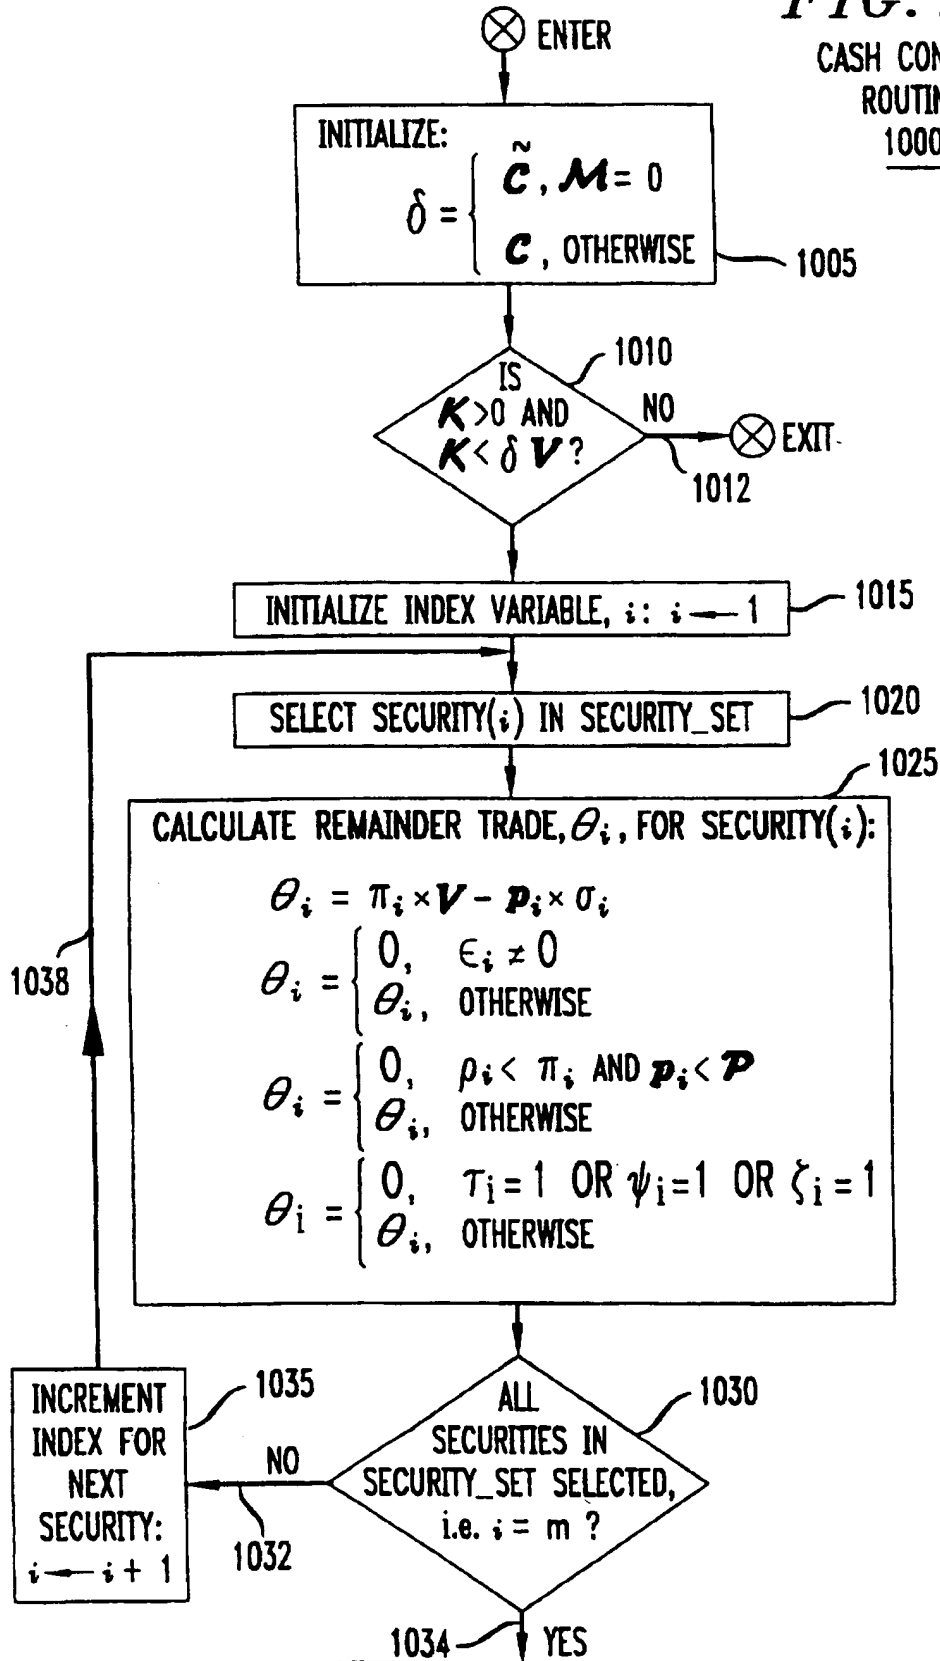 FIG.
CASH CON
ROUTIN
1000
ENTER
INITIALIZE:
δ = { C̃, M = 0
C, OTHERWISE
1005
1010
IS
K > 0 AND
K < δ V ?
NO
EXIT
1012
INITIALIZE INDEX VARIABLE, i: i ← 1
1015
SELECT SECURITY(i) IN SECURITY_SET
1020
1025
CALCULATE REMAINDER TRADE, θi, FOR SECURITY(i):
θi = πi × V − pi × σi
θi = { 0, ϵi ≠ 0
θi, OTHERWISE
θi = { 0, ρi < πi AND pi < P
θi, OTHERWISE
θi = { 0, τi = 1 OR ψi = 1 OR ζi = 1
θi, OTHERWISE
1038
1030
ALL
SECURITIES IN
SECURITY_SET SELECTED,
i.e. i = m ?
NO
1032
1035
INCREMENT
INDEX FOR
NEXT
SECURITY:
i ← i + 1
1034
YES